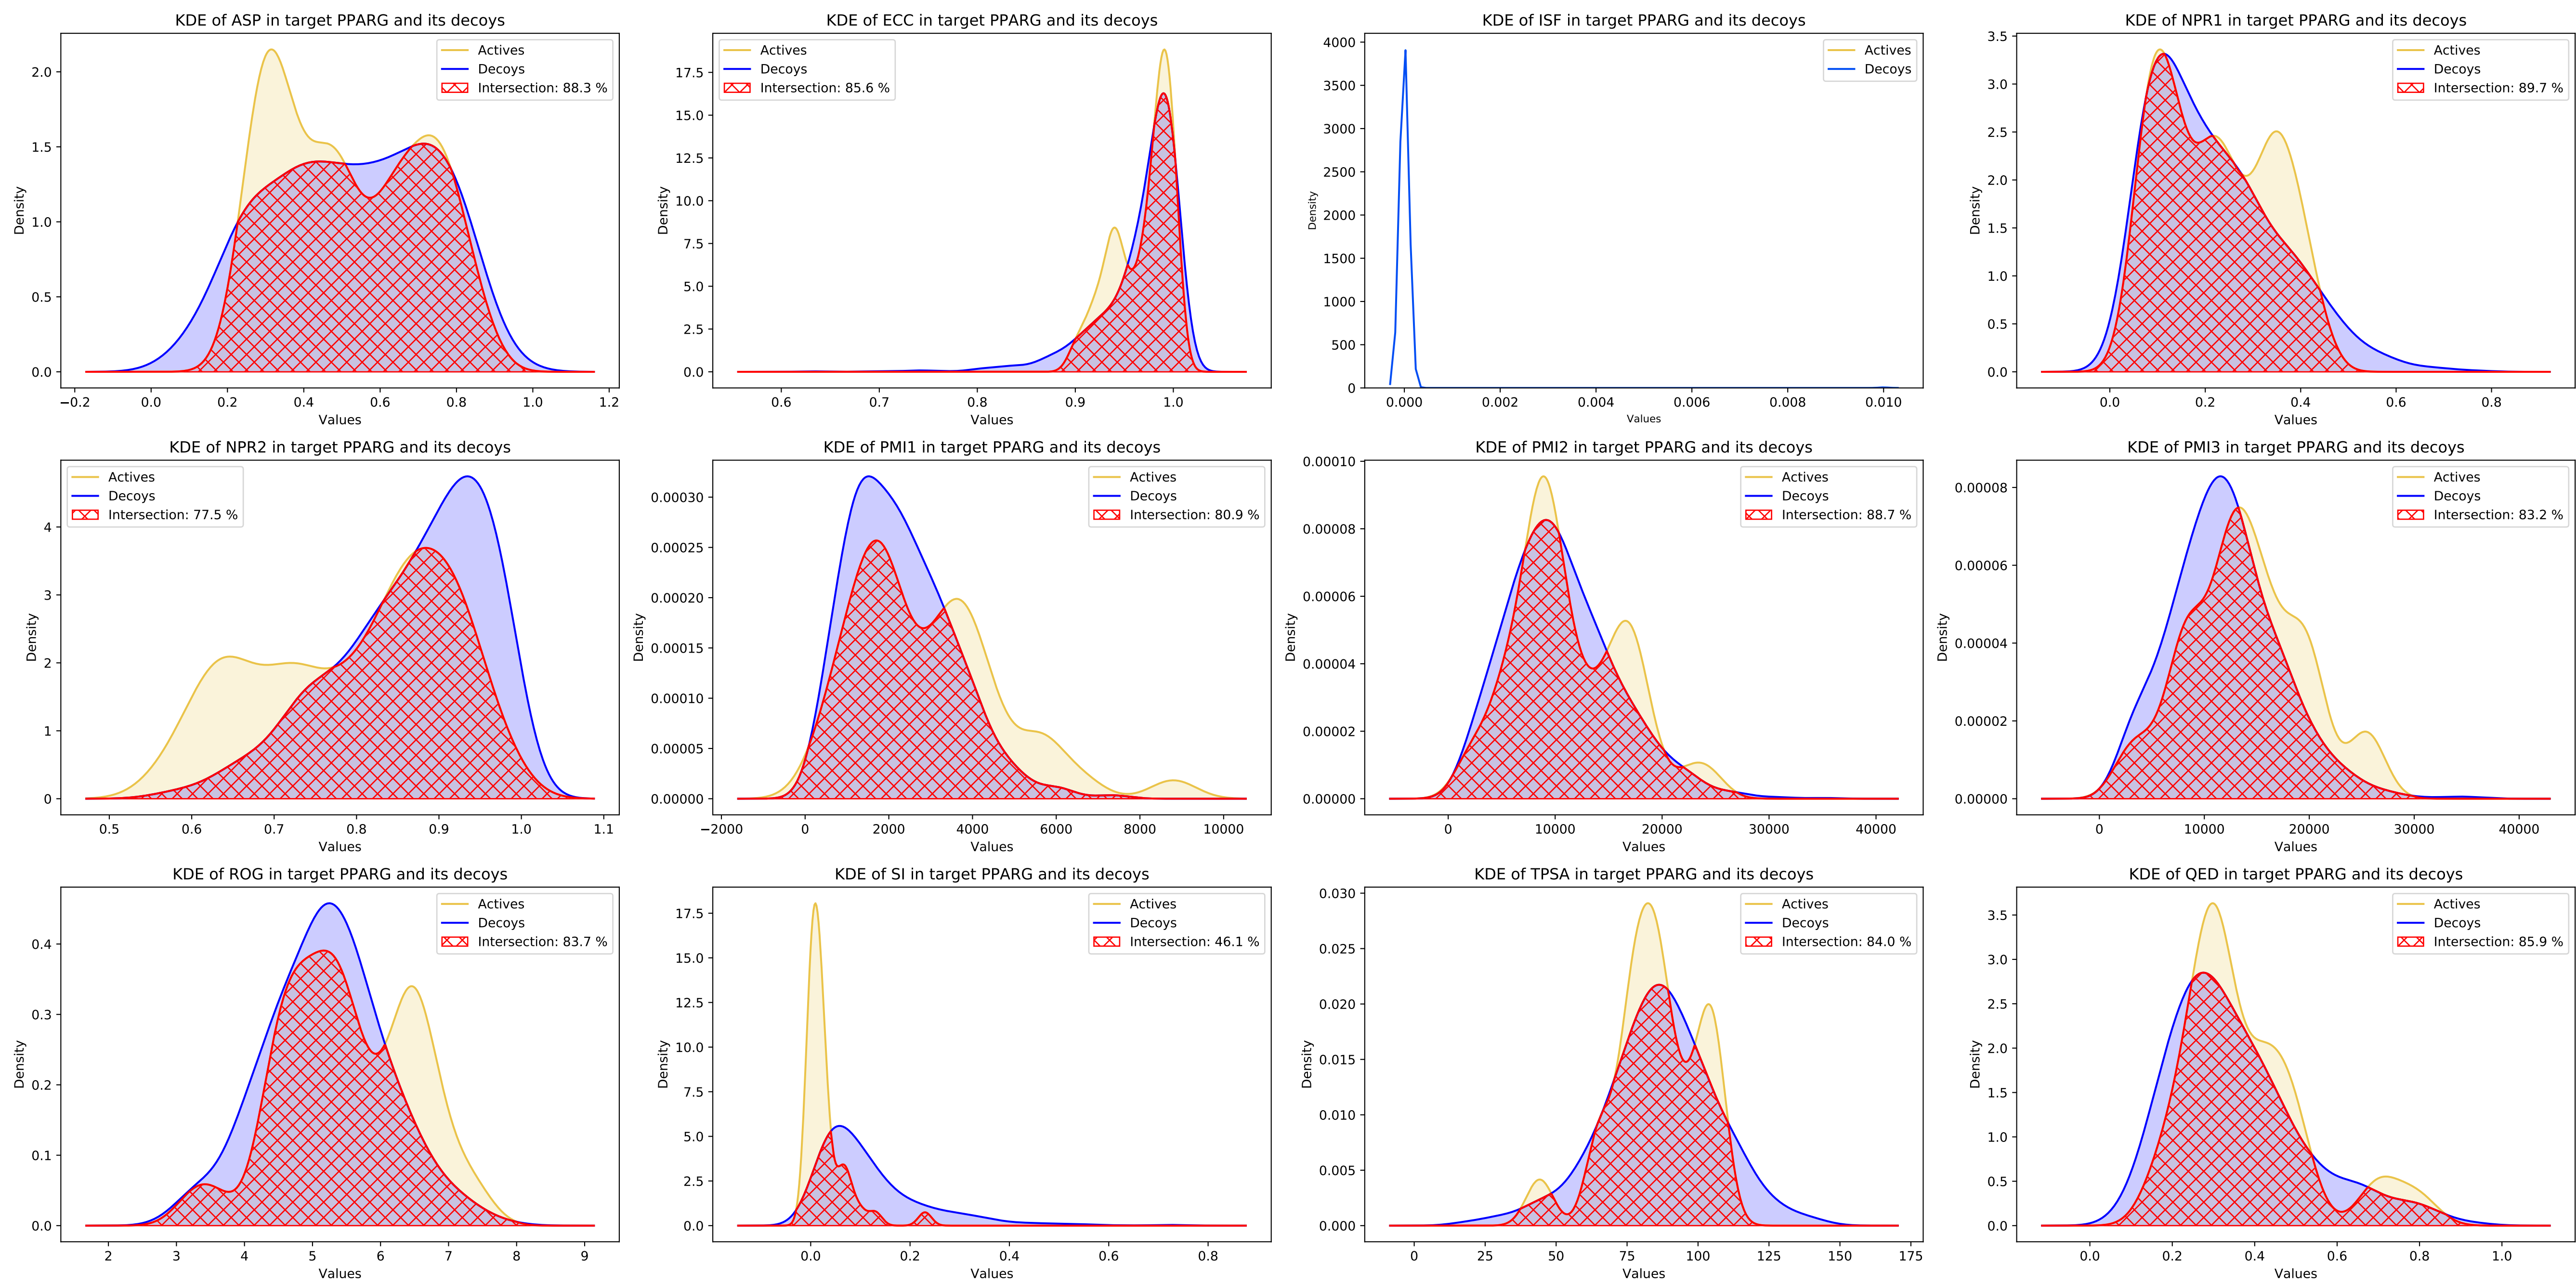 KDE of ASP in target PPARG and its decoys
Actives
Decoys
Intersection: 88.3 %
Density
2.0
1.5
1.0
0.5
0.0
−0.2 0.0 0.2 0.4 0.6 0.8 1.0 1.2
Values
KDE of ECC in target PPARG and its decoys
Actives
Decoys
Intersection: 85.6 %
Density
17.5
15.0
12.5
10.0
7.5
5.0
2.5
0.0
0.6 0.7 0.8 0.9 1.0
Values
KDE of ISF in target PPARG and its decoys
Actives
Decoys
Density
4000
3500
3000
2500
2000
1500
1000
500
0
0.000 0.002 0.004 0.006 0.008 0.010
Values
KDE of NPR1 in target PPARG and its decoys
Actives
Decoys
Intersection: 89.7 %
Density
3.5
3.0
2.5
2.0
1.5
1.0
0.5
0.0
0.0 0.2 0.4 0.6 0.8
Values
KDE of NPR2 in target PPARG and its decoys
Actives
Decoys
Intersection: 77.5 %
Density
4
3
2
1
0
0.5 0.6 0.7 0.8 0.9 1.0 1.1
Values
KDE of PMI1 in target PPARG and its decoys
Actives
Decoys
Intersection: 80.9 %
Density
0.00030
0.00025
0.00020
0.00015
0.00010
0.00005
0.00000
−2000 0 2000 4000 6000 8000 10000
Values
KDE of PMI2 in target PPARG and its decoys
Actives
Decoys
Intersection: 88.7 %
Density
0.00010
0.00008
0.00006
0.00004
0.00002
0.00000
0 10000 20000 30000 40000
Values
KDE of PMI3 in target PPARG and its decoys
Actives
Decoys
Intersection: 83.2 %
Density
0.00008
0.00006
0.00004
0.00002
0.00000
0 10000 20000 30000 40000
Values
KDE of ROG in target PPARG and its decoys
Actives
Decoys
Intersection: 83.7 %
Density
0.4
0.3
0.2
0.1
0.0
2 3 4 5 6 7 8 9
Values
KDE of SI in target PPARG and its decoys
Actives
Decoys
Intersection: 46.1 %
Density
17.5
15.0
12.5
10.0
7.5
5.0
2.5
0.0
0.0 0.2 0.4 0.6 0.8
Values
KDE of TPSA in target PPARG and its decoys
Actives
Decoys
Intersection: 84.0 %
Density
0.030
0.025
0.020
0.015
0.010
0.005
0.000
0 25 50 75 100 125 150 175
Values
KDE of QED in target PPARG and its decoys
Actives
Decoys
Intersection: 85.9 %
Density
3.5
3.0
2.5
2.0
1.5
1.0
0.5
0.0
0.0 0.2 0.4 0.6 0.8 1.0
Values